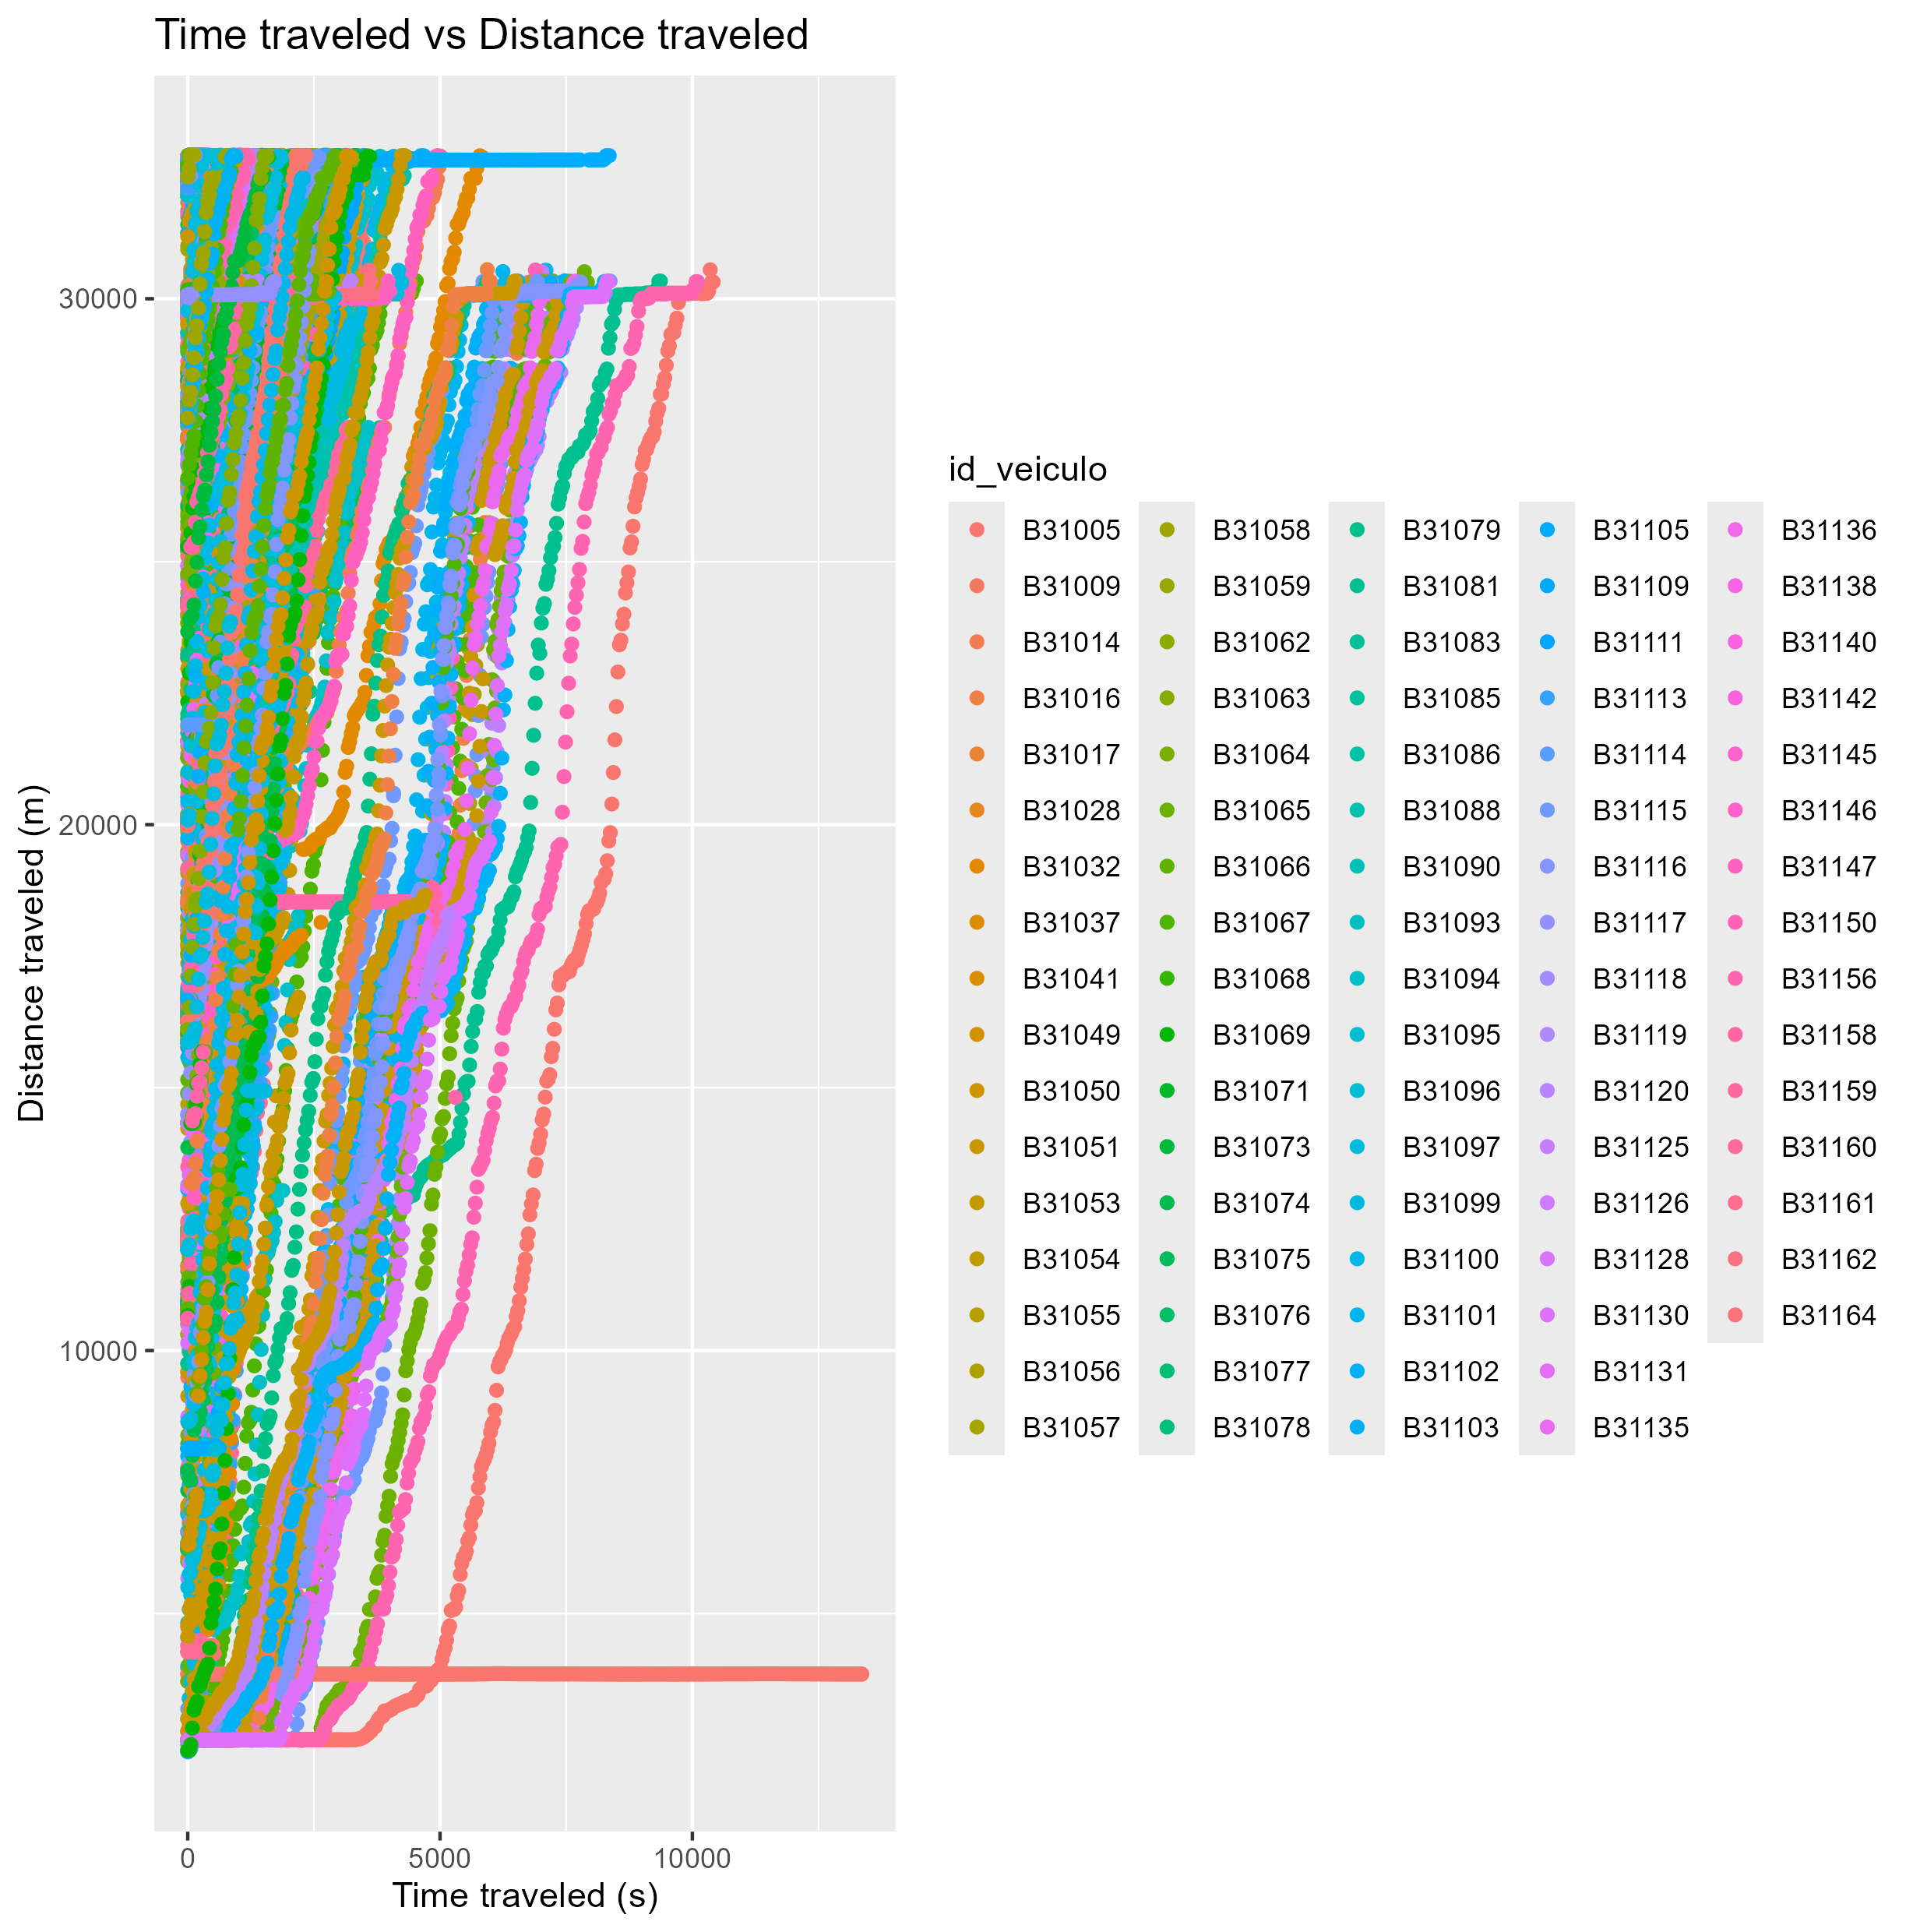 Time traveled vs Distance traveled
Distance traveled (m)
30000
20000
10000
0
5000
10000
Time traveled (s)
id_veiculo
B31005
B31009
B31014
B31016
B31017
B31028
B31032
B31037
B31041
B31049
B31050
B31051
B31053
B31054
B31055
B31056
B31057
B31058
B31059
B31062
B31063
B31064
B31065
B31066
B31067
B31068
B31069
B31071
B31073
B31074
B31075
B31076
B31077
B31078
B31079
B31081
B31083
B31085
B31086
B31088
B31090
B31093
B31094
B31095
B31096
B31097
B31099
B31100
B31101
B31102
B31103
B31105
B31109
B31111
B31113
B31114
B31115
B31116
B31117
B31118
B31119
B31120
B31125
B31126
B31128
B31130
B31131
B31135
B31136
B31138
B31140
B31142
B31145
B31146
B31147
B31150
B31156
B31158
B31159
B31160
B31161
B31162
B31164